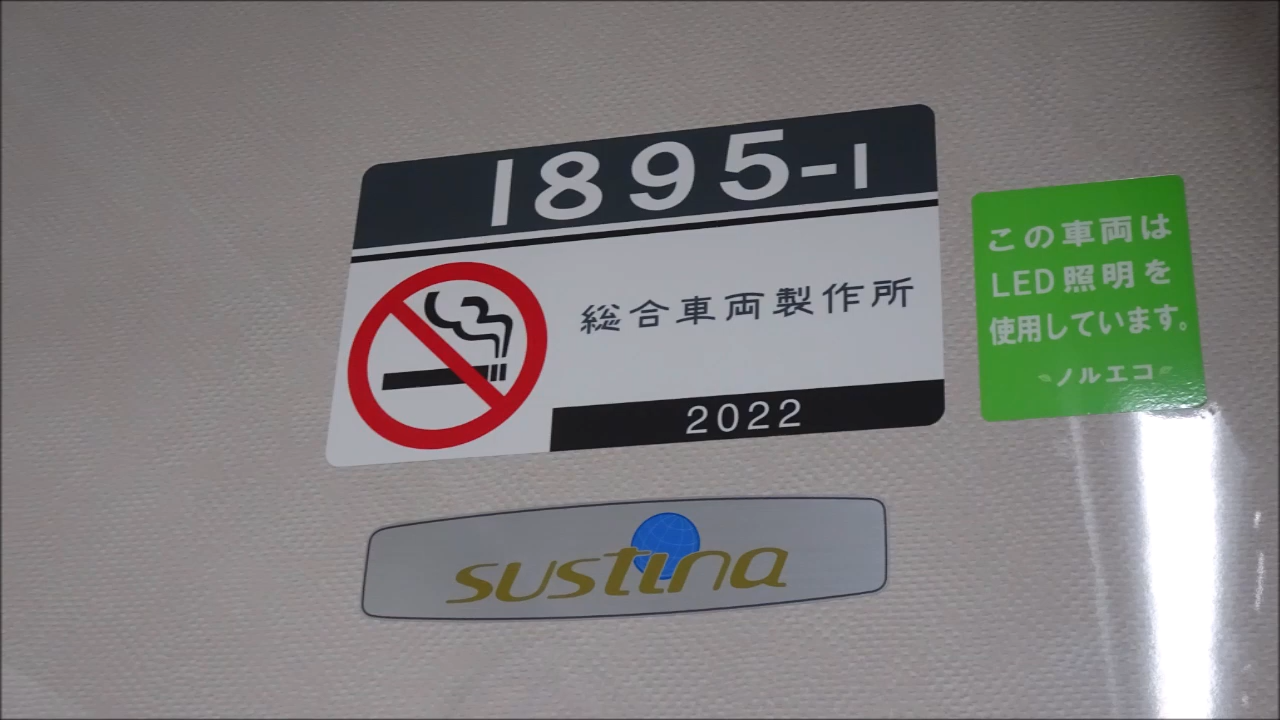 1895-1
総合車両製作所
2022
この車両は
LED照明を
使用しています。
ノルエコ
sustina